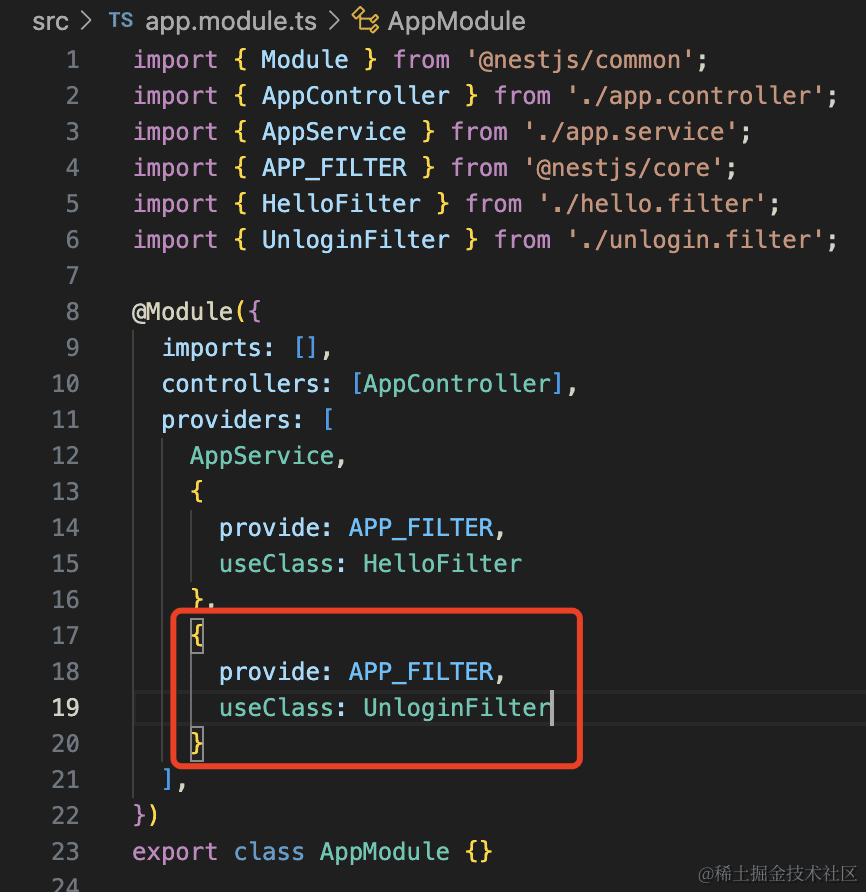 src > TS app.module.ts > AppModule
1 import { Module } from '@nestjs/common';
2 import { AppController } from './app.controller';
3 import { AppService } from './app.service';
4 import { APP_FILTER } from '@nestjs/core';
5 import { HelloFilter } from './hello.filter';
6 import { UnloginFilter } from './unlogin.filter';
7
8 @Module({
9 imports: [],
10 controllers: [AppController],
11 providers: [
12 AppService,
13 {
14 provide: APP_FILTER,
15 useClass: HelloFilter
16 },
17 {
18 provide: APP_FILTER,
19 useClass: UnloginFilter
20 }
21 ],
22 })
23 export class AppModule {}
24
@稀土掘金技术社区